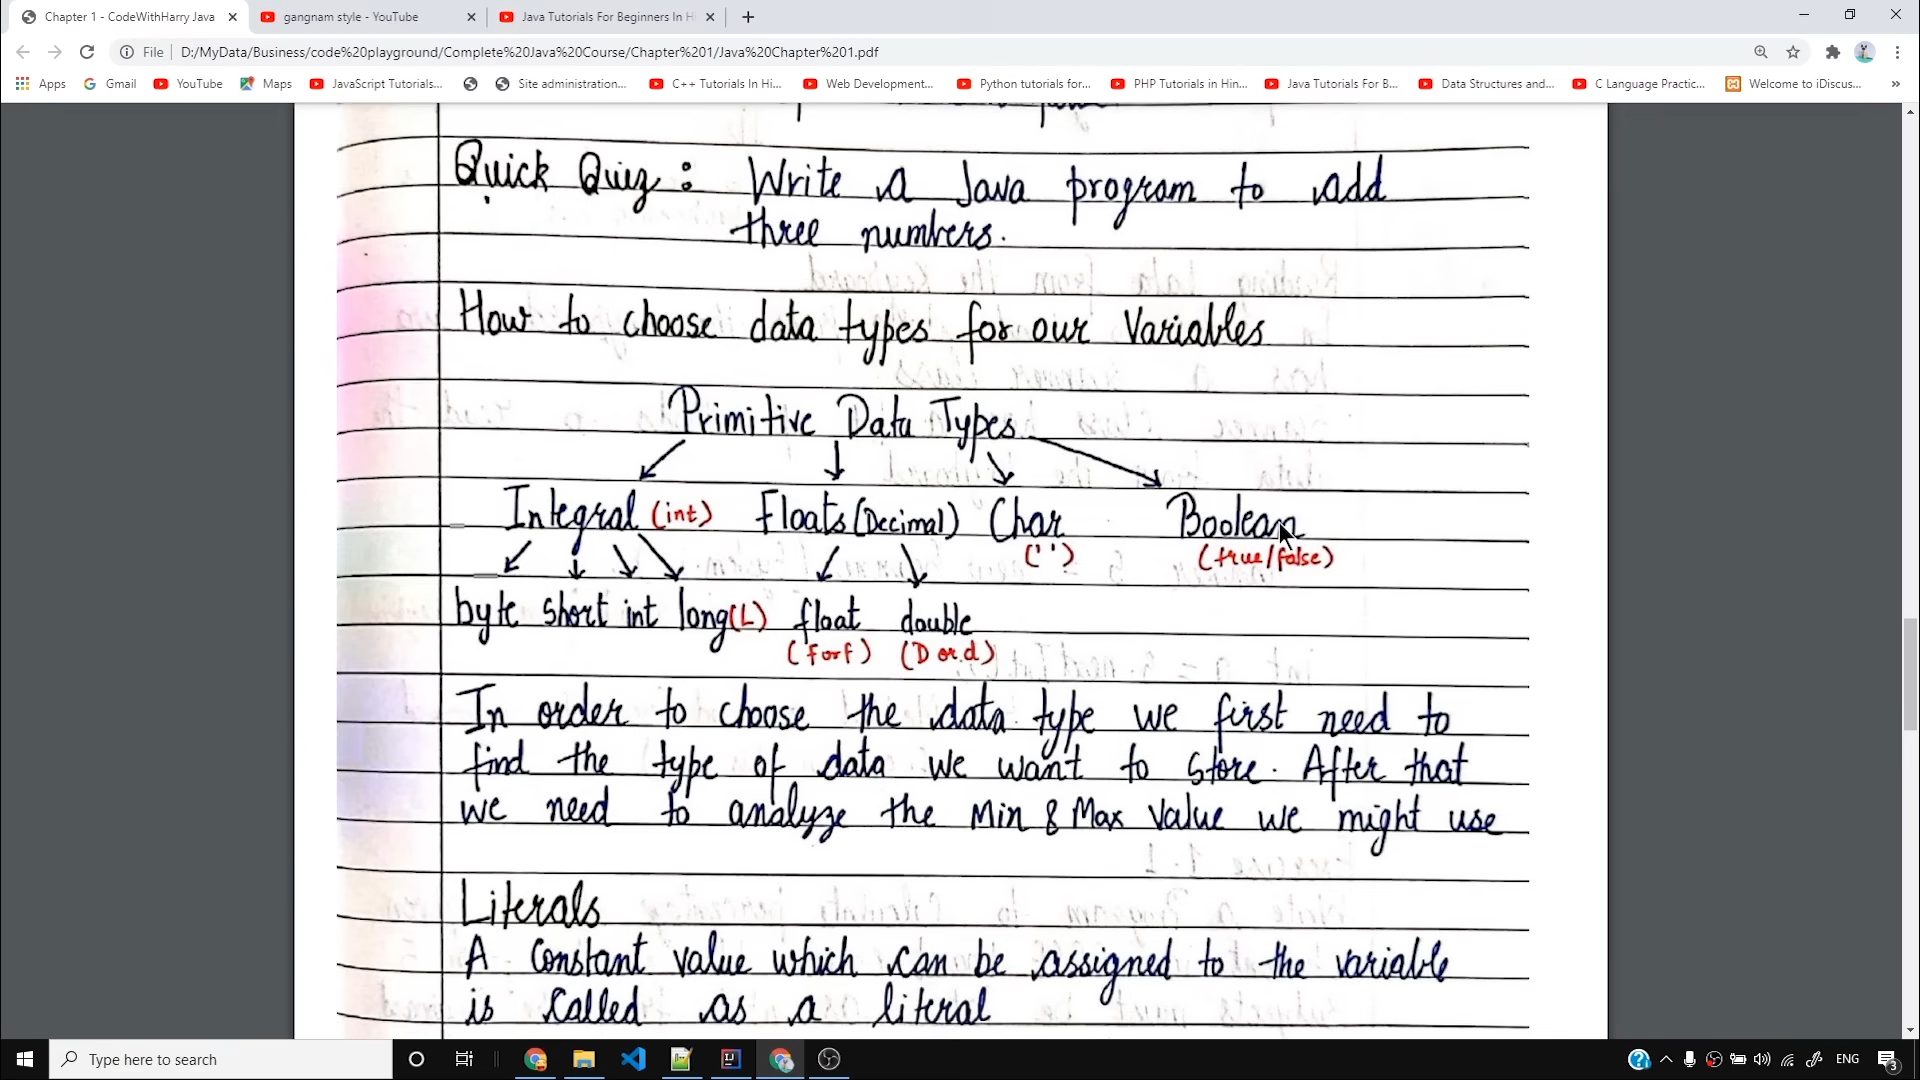 Chapter 1 - CodeWithHarry Java
gangnam style - YouTube
Java Tutorials For Beginners In H
File D:/MyData/Business/code%20playground/Complete%20Java%20Course/Chapter%201/Java%20Chapter%201.pdf
Apps Gmail YouTube Maps JavaScript Tutorials... Site administration... C++ Tutorials In Hi... Web Development... Python tutorials for... PHP Tutorials in Hin... Java Tutorials For B... Data Structures and... C Language Practic... Welcome to iDiscus... »
Quick Quiz : Write a Java program to add
three numbers.
How to choose data types for our Variables
Primitive Data Types
Integral (int) Floats (Decimal) Char Boolean
(' ') (true/false)
byte short int long(L) float double
(F or f) (D or d)
In order to choose the data type we first need to
find the type of data we want to store. After that
we need to analyze the Min & Max Value we might use
Literals
A constant value which can be assigned to the variable
is called as a literal
Type here to search
ENG
3